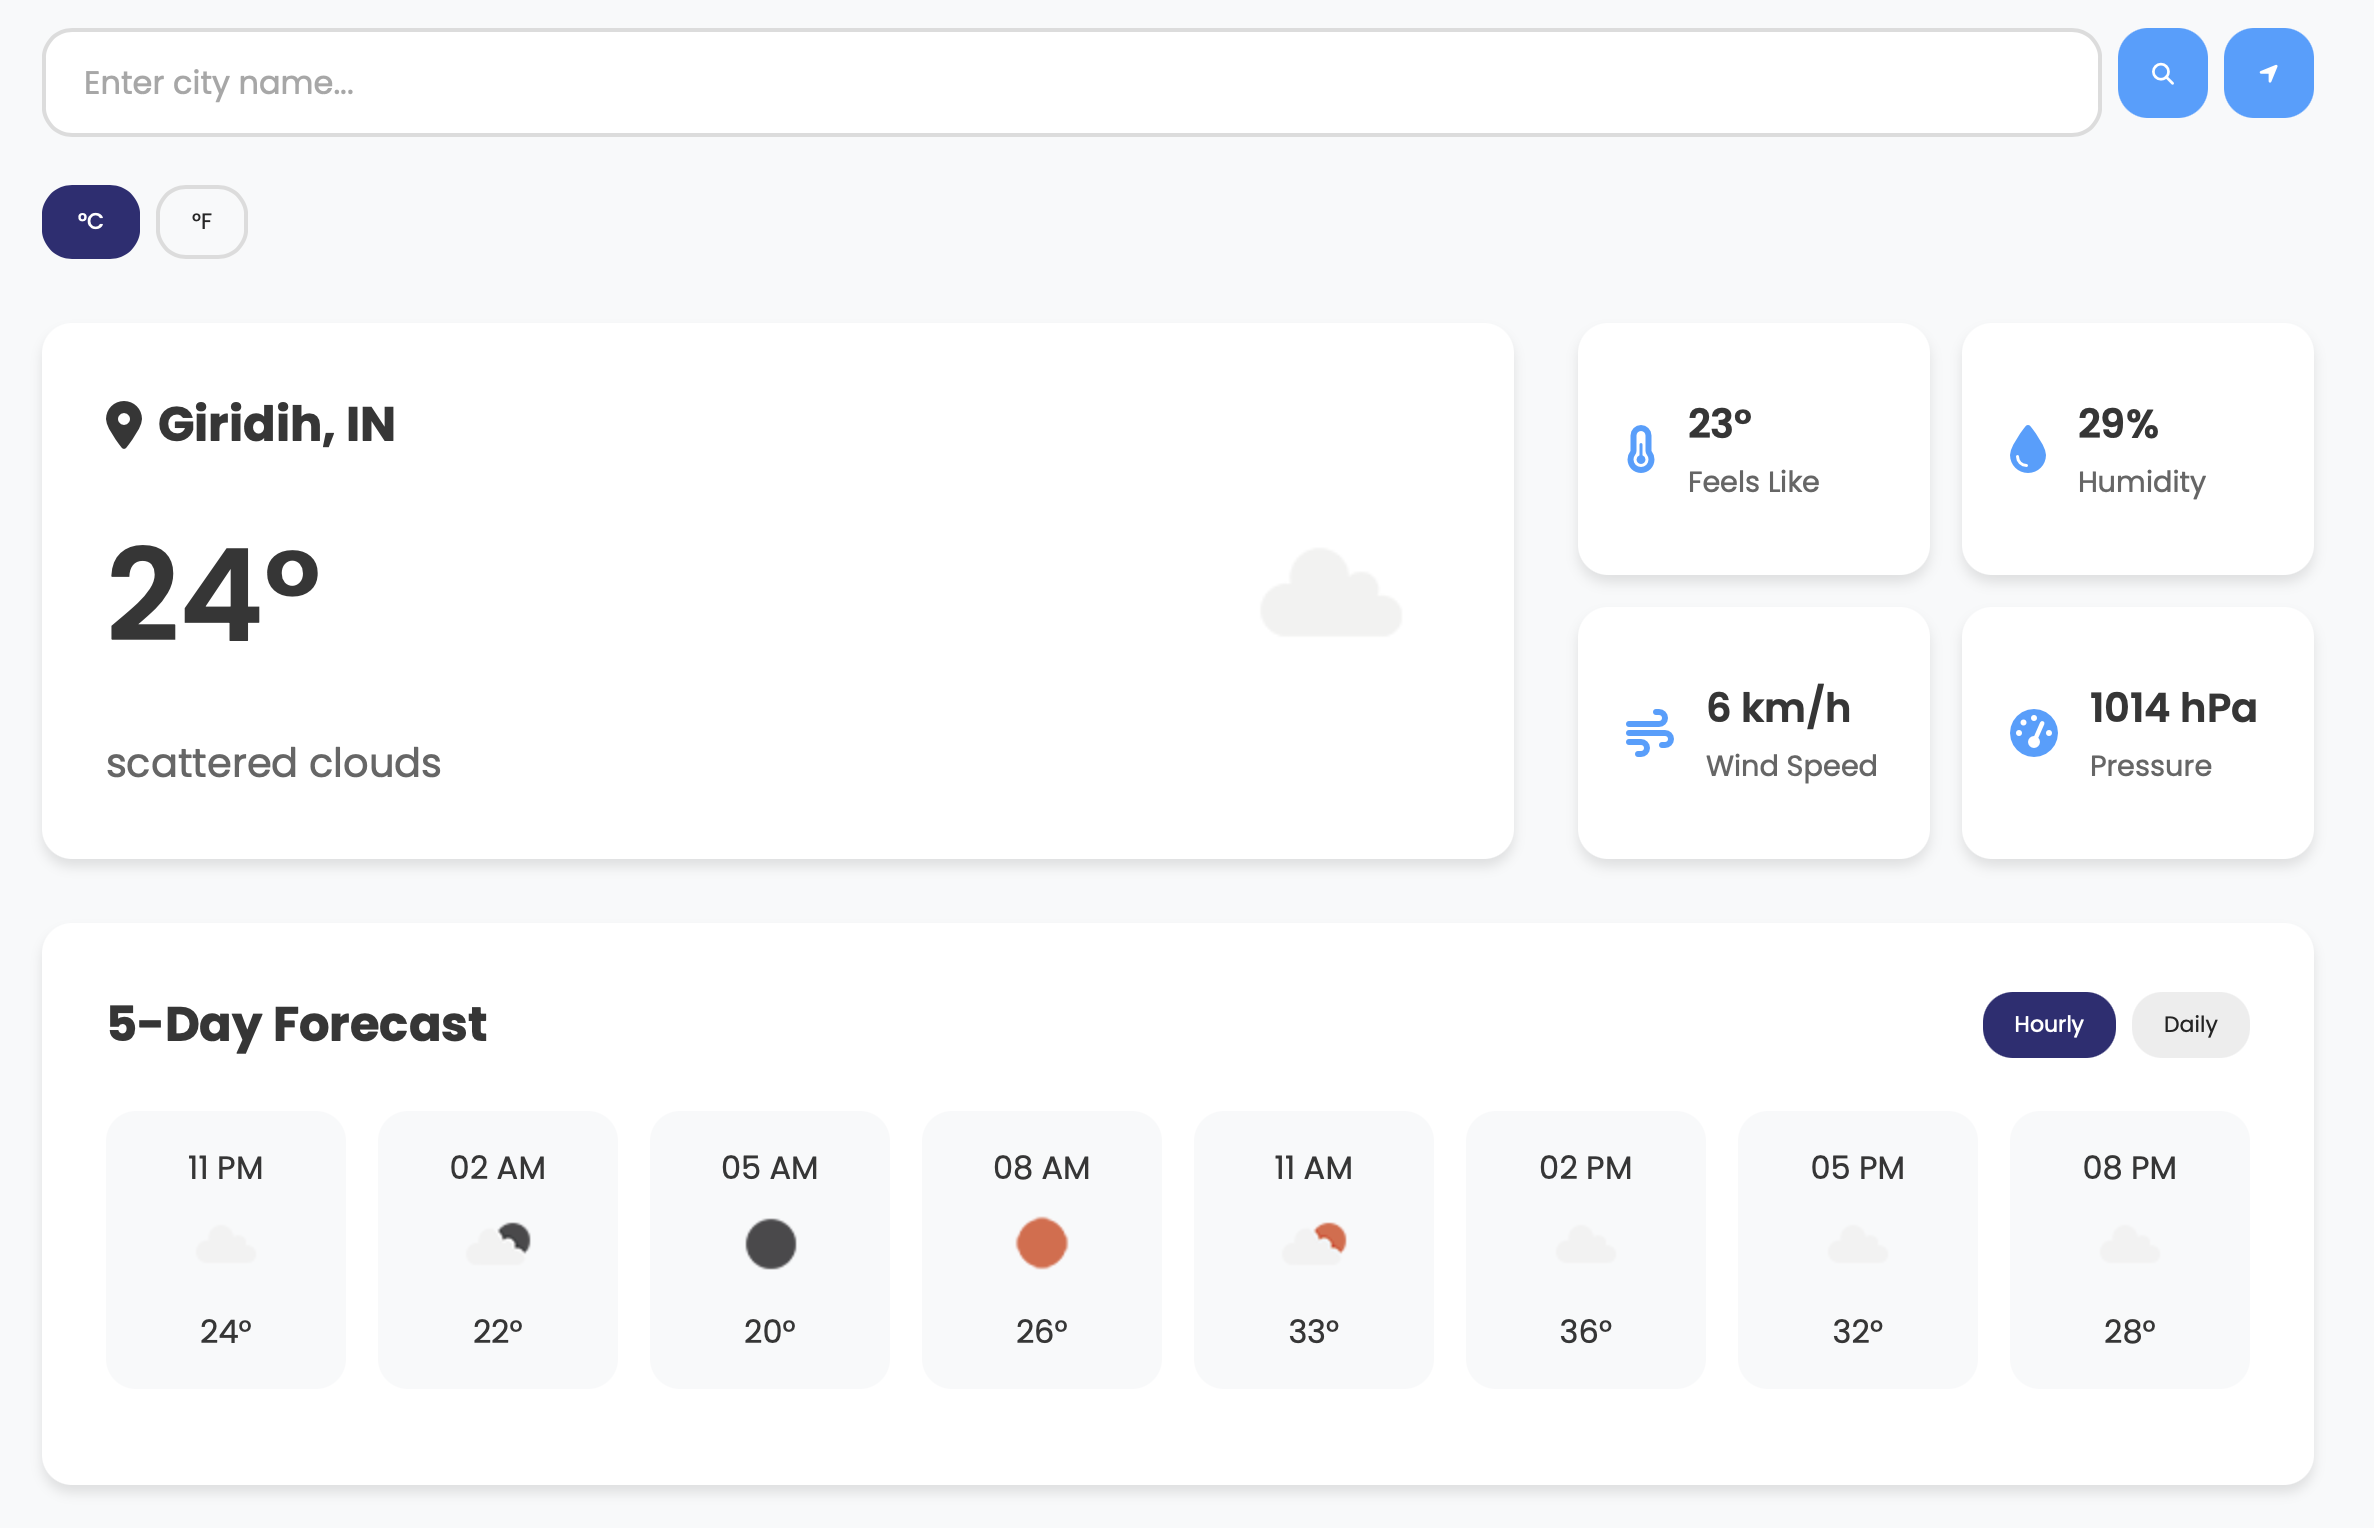 Enter city name...
°C
°F
Giridih, IN
24°
scattered clouds
23°
Feels Like
29%
Humidity
6 km/h
Wind Speed
1014 hPa
Pressure
5-Day Forecast
Hourly
Daily
11 PM
24°
02 AM
22°
05 AM
20°
08 AM
26°
11 AM
33°
02 PM
36°
05 PM
32°
08 PM
28°